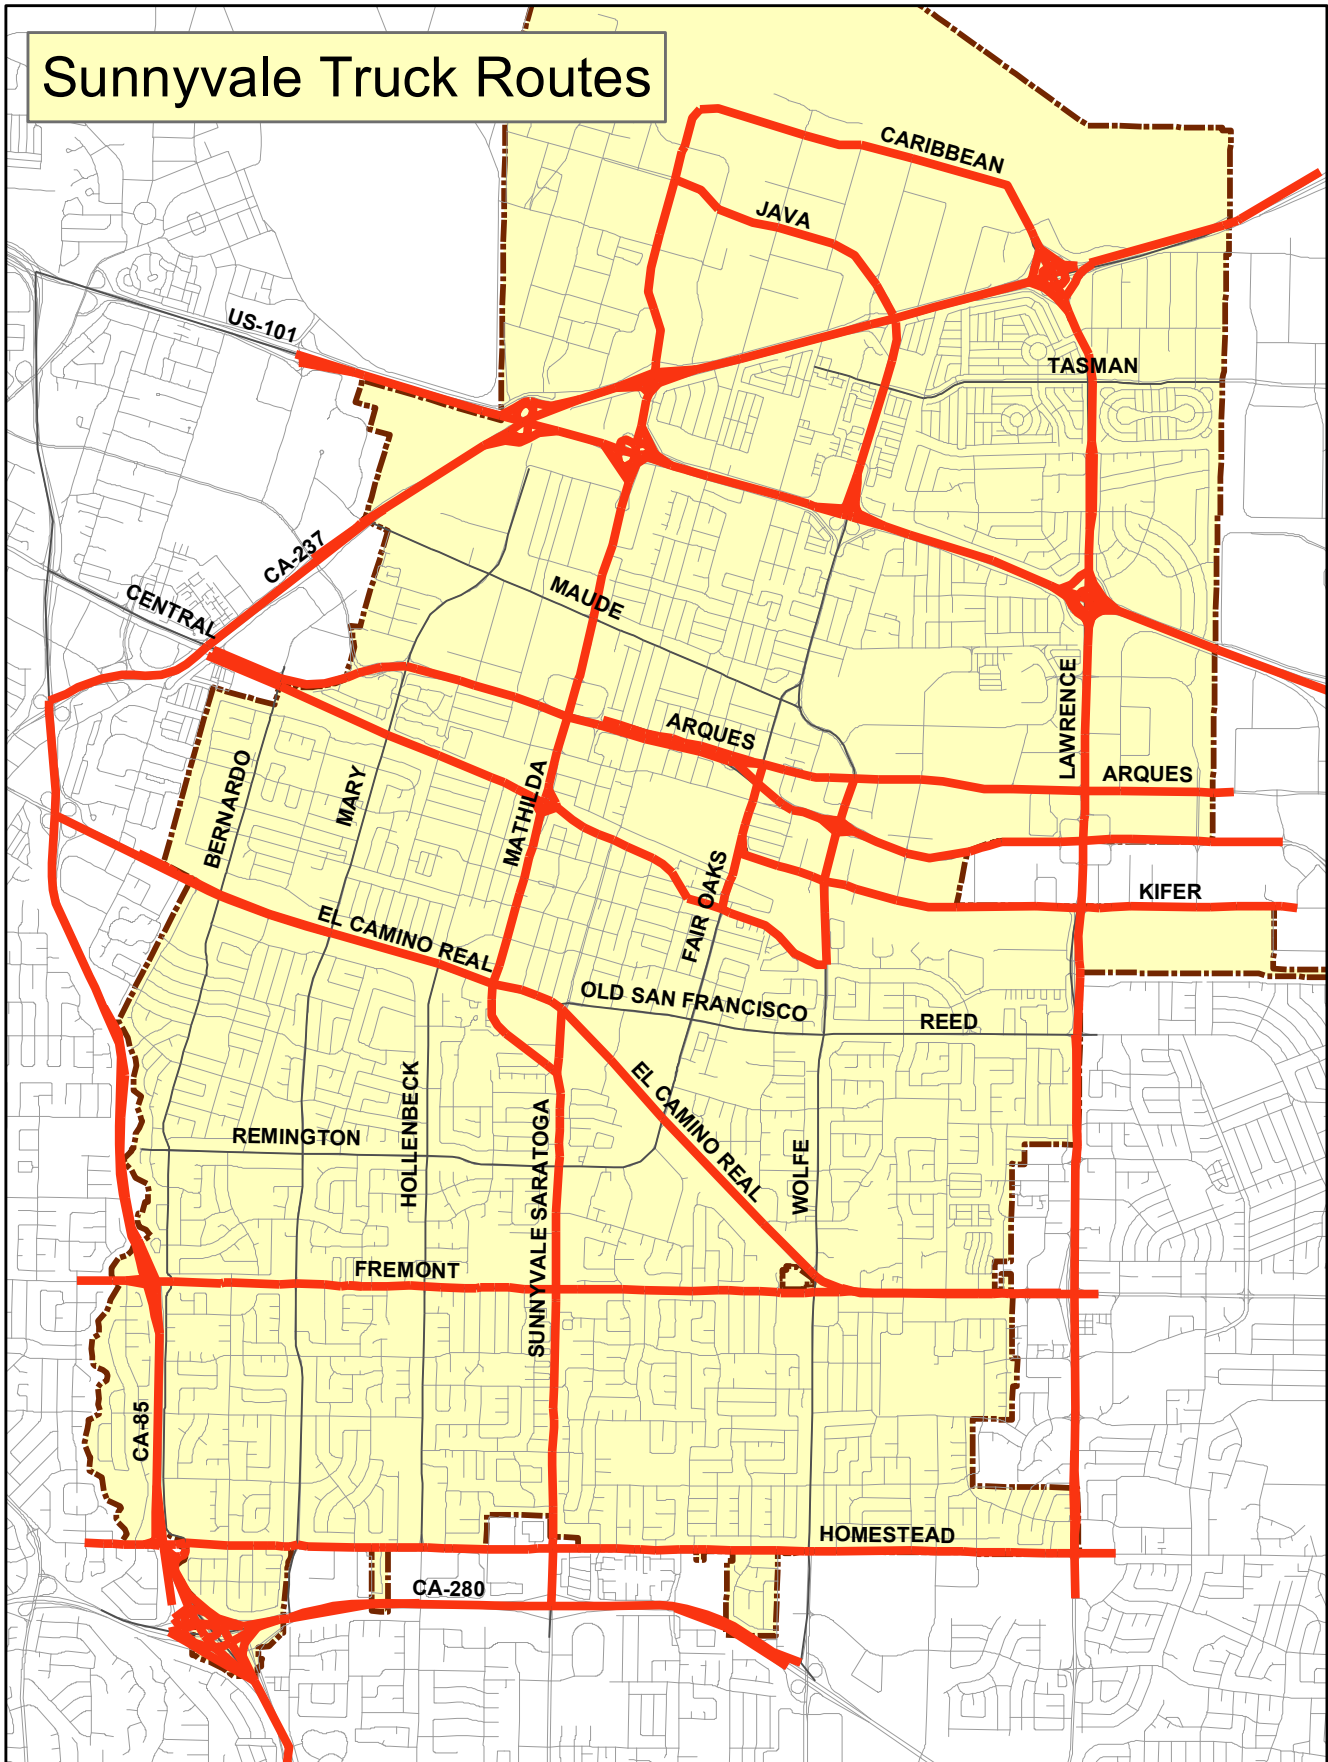 Sunnyvale Truck Routes
CARIBBEAN
JAVA
US-101
TASMAN
CA-237
CENTRAL
MAUDE
LAWRENCE
ARQUES
ARQUES
BERNARDO
MARY
MATHILDA
FAIR OAKS
KIFER
EL CAMINO REAL
OLD SAN FRANCISCO
REED
EL CAMINO REAL
HOLLENBECK
REMINGTON
SUNNYVALE SARATOGA
WOLFE
FREMONT
CA-85
HOMESTEAD
CA-280